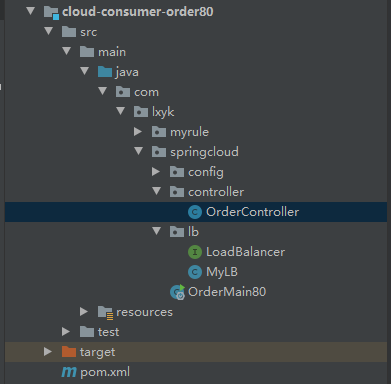 cloud-consumer-order80
src
main
java
com
lxyk
myrule
springcloud
config
controller
OrderController
lb
LoadBalancer
MyLB
OrderMain80
resources
test
target
pom.xml